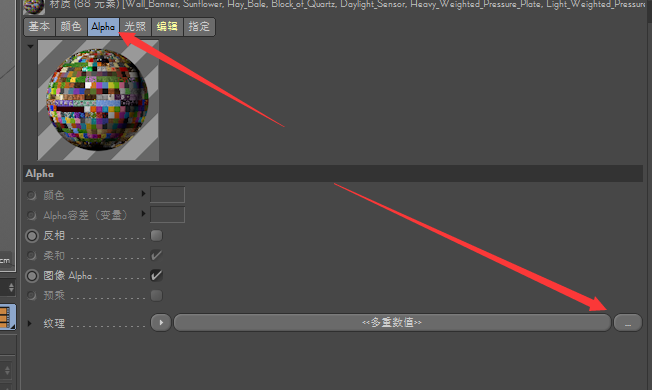 材质 (88 元素) [Wall_Banner, Sunflower, Hay_Bale, Block_of_Quartz, Daylight_Sensor, Heavy_Weighted_Pressure_Plate, Light_Weighted_Pressure
基本 颜色 Alpha 光照 编辑 指定
Alpha
颜色
Alpha容差（变量）
反相
柔和
图像 Alpha
预乘
纹理 <<多重数值>> ...
cm